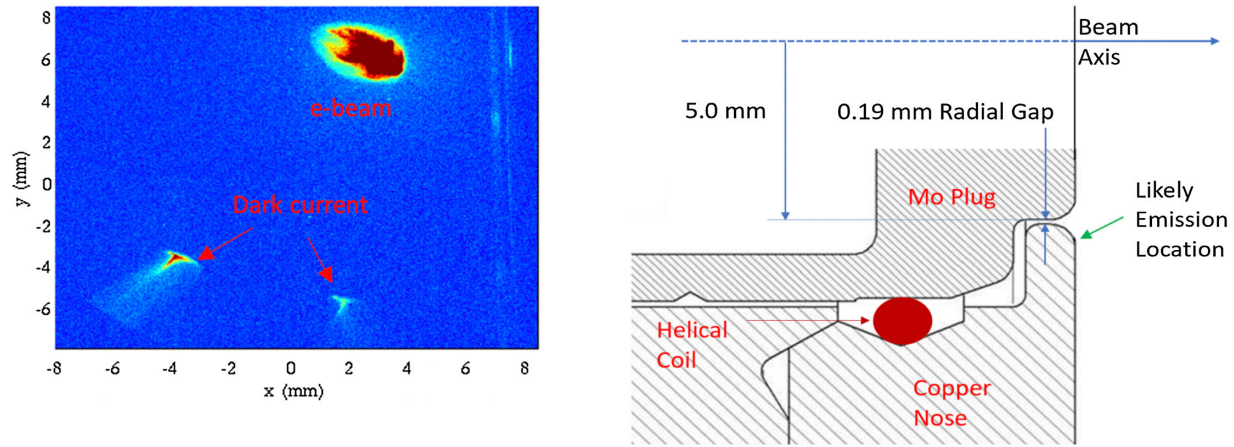 8
6
4
2
0
-2
-4
-6
-8
-6
-4
-2
0
2
4
6
8
y (mm)
x (mm)
e-beam
Dark current
Beam
Axis
5.0 mm
0.19 mm Radial Gap
Mo Plug
Likely
Emission
Location
Helical
Coil
Copper
Nose